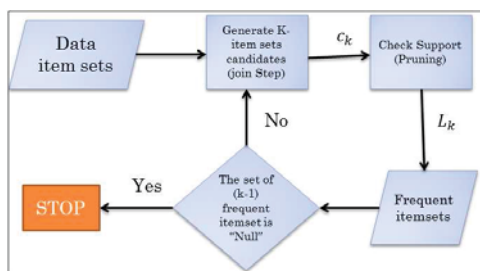 Data
item sets
Generate K-
item sets
candidates
(join Step)
c_k
Check Support
(Pruning)
L_k
Frequent
itemsets
The set of
(k-1)
frequent
itemset is
"Null"
No
Yes
STOP